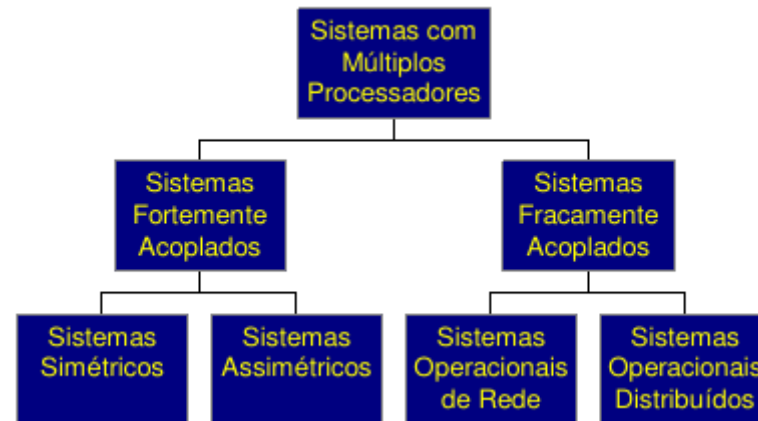 Sistemas com
Múltiplos
Processadores
Sistemas
Fortemente
Acoplados
Sistemas
Fracamente
Acoplados
Sistemas
Simétricos
Sistemas
Assimétricos
Sistemas
Operacionais
de Rede
Sistemas
Operacionais
Distribuídos